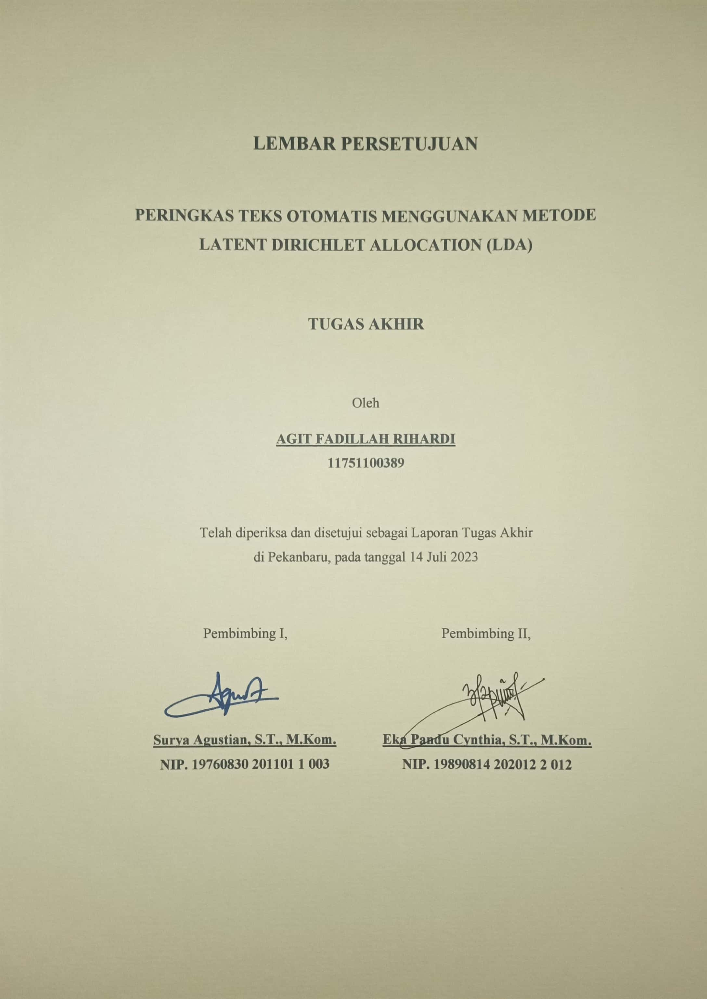 LEMBAR PERSETUJUAN
PERINGKAS TEKS OTOMATIS MENGGUNAKAN METODE
LATENT DIRICHLET ALLOCATION (LDA)
TUGAS AKHIR
Oleh
AGIT FADILLAH RIHARDI
11751100389
Telah diperiksa dan disetujui sebagai Laporan Tugas Akhir
di Pekanbaru, pada tanggal 14 Juli 2023
Pembimbing I,
Pembimbing II,
Surya Agustian, S.T., M.Kom.
Eka Pandu Cynthia, S.T., M.Kom.
NIP. 19760830 201101 1 003
NIP. 19890814 202012 2 012